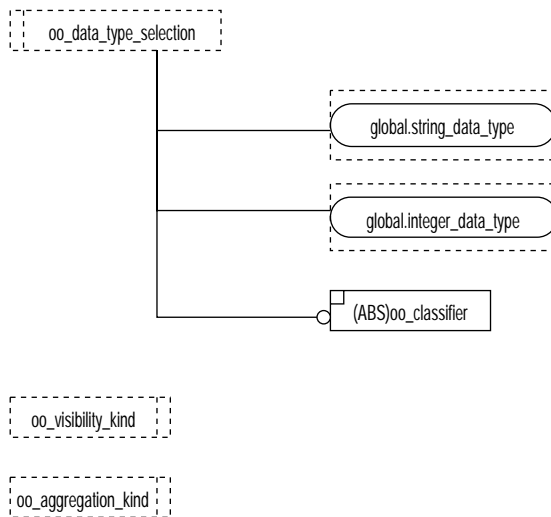 oo_data_type_selection
global.string_data_type
global.integer_data_type
(ABS)oo_classifier
oo_visibility_kind
oo_aggregation_kind